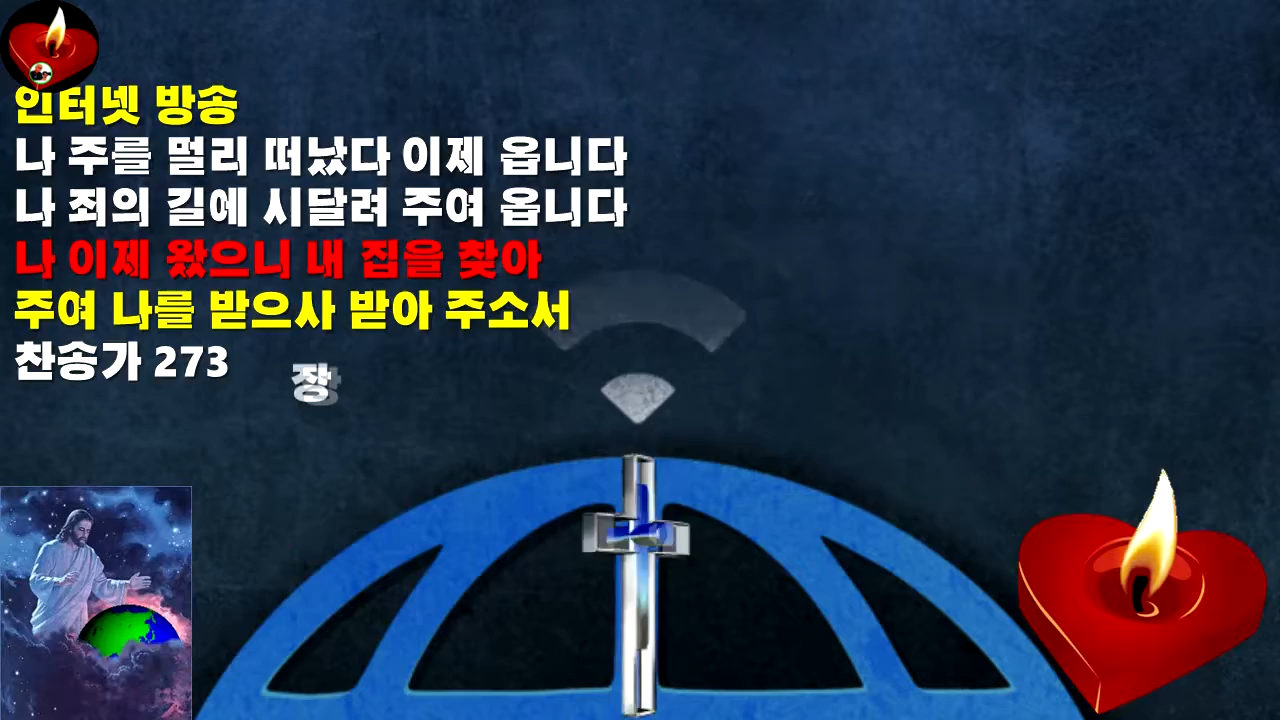 인터넷 방송
나 주를 멀리 떠났다 이제 옵니다
나 죄의 길에 시달려 주여 옵니다
나 이제 왔으니 내 집을 찾아
주여 나를 받으사 받아 주소서
찬송가 273
장